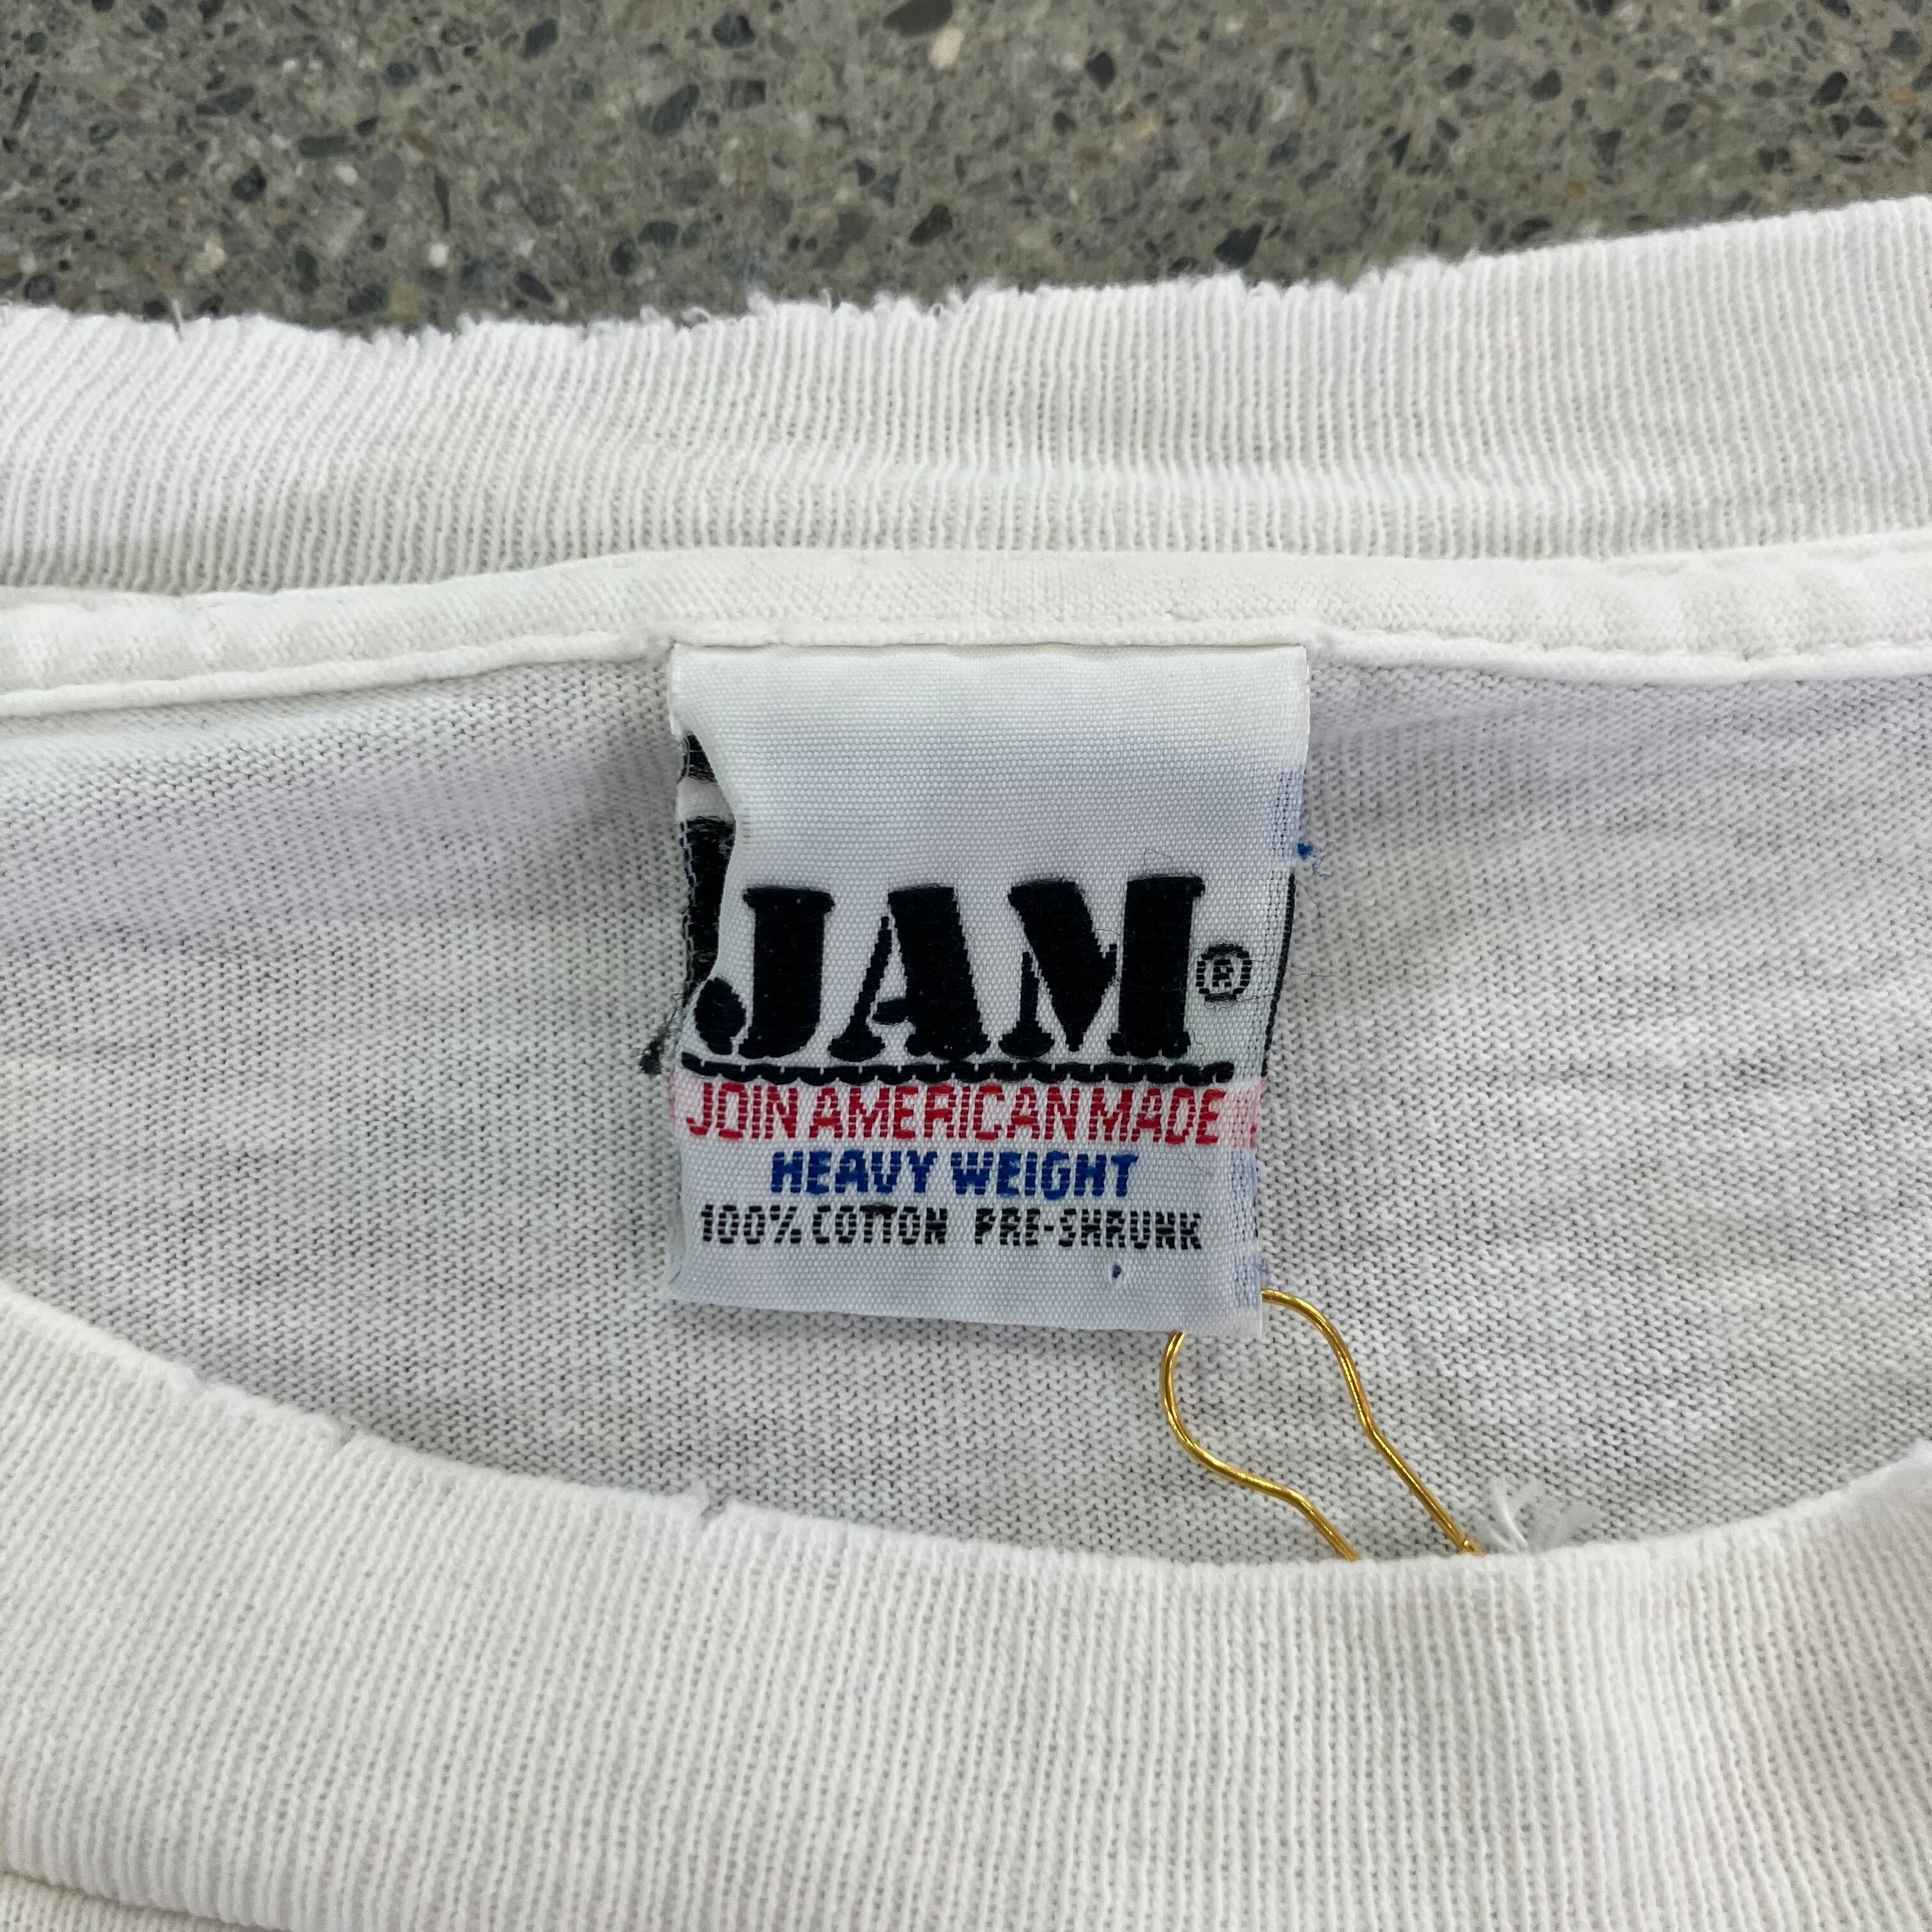 JAM®
JOIN AMERICAN MADE
HEAVY WEIGHT
100% COTTON PRE-SHRUNK